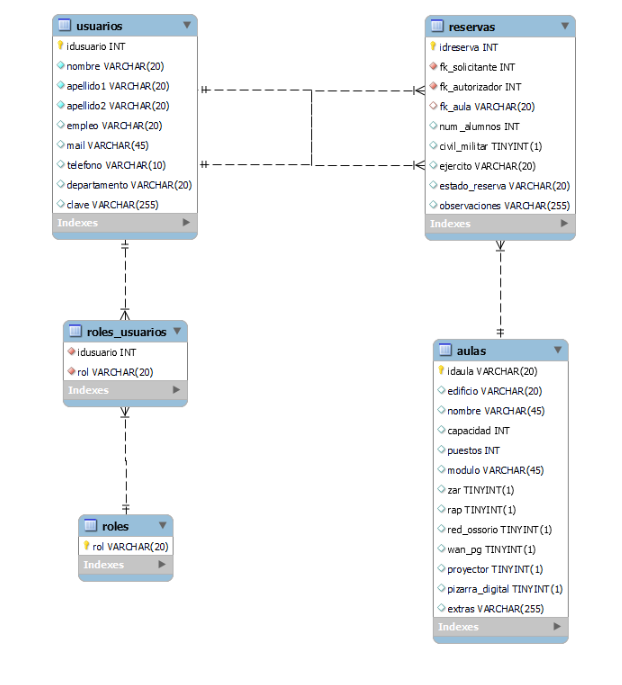 usuarios
idusuario INT
nombre VARCHAR(20)
apellido1 VARCHAR(20)
apellido2 VARCHAR(20)
empleo VARCHAR(20)
mail VARCHAR(45)
telefono VARCHAR(10)
departamento VARCHAR(20)
clave VARCHAR(255)
Indexes
reservas
idreserva INT
fk_solicitante INT
fk_autorizador INT
fk_aula VARCHAR(20)
num_alumnos INT
civil_militar TINYINT(1)
ejercito VARCHAR(20)
estado_reserva VARCHAR(20)
observaciones VARCHAR(255)
Indexes
roles_usuarios
idusuario INT
rol VARCHAR(20)
Indexes
roles
rol VARCHAR(20)
Indexes
aulas
idaula VARCHAR(20)
edificio VARCHAR(20)
nombre VARCHAR(45)
capacidad INT
puestos INT
modulo VARCHAR(45)
zar TINYINT(1)
rap TINYINT(1)
red_ossorio TINYINT(1)
wan_pg TINYINT(1)
proyector TINYINT(1)
pizarra_digital TINYINT(1)
extras VARCHAR(255)
Indexes